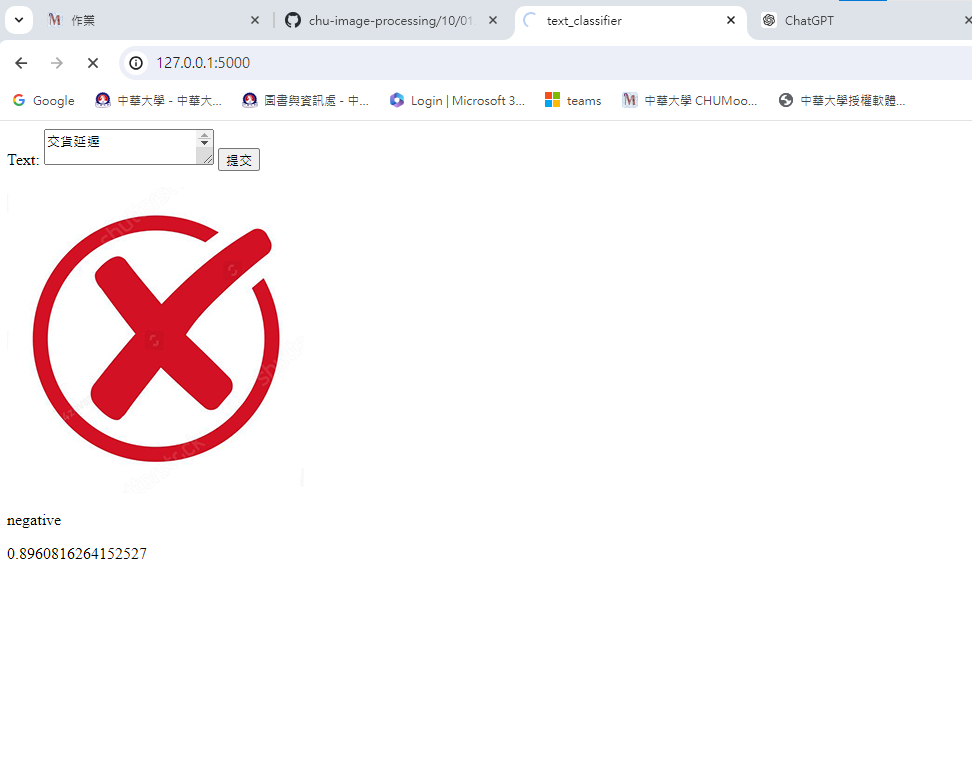 作業
chu-image-processing/10/01
text_classifier
ChatGPT
127.0.0.1:5000
Google
中華大學 - 中華大...
圖書與資訊處 - 中...
Login | Microsoft 3...
teams
中華大學 CHUMoo...
中華大學授權軟體...
交貨延遲
Text:
提交
negative
0.8960816264152527